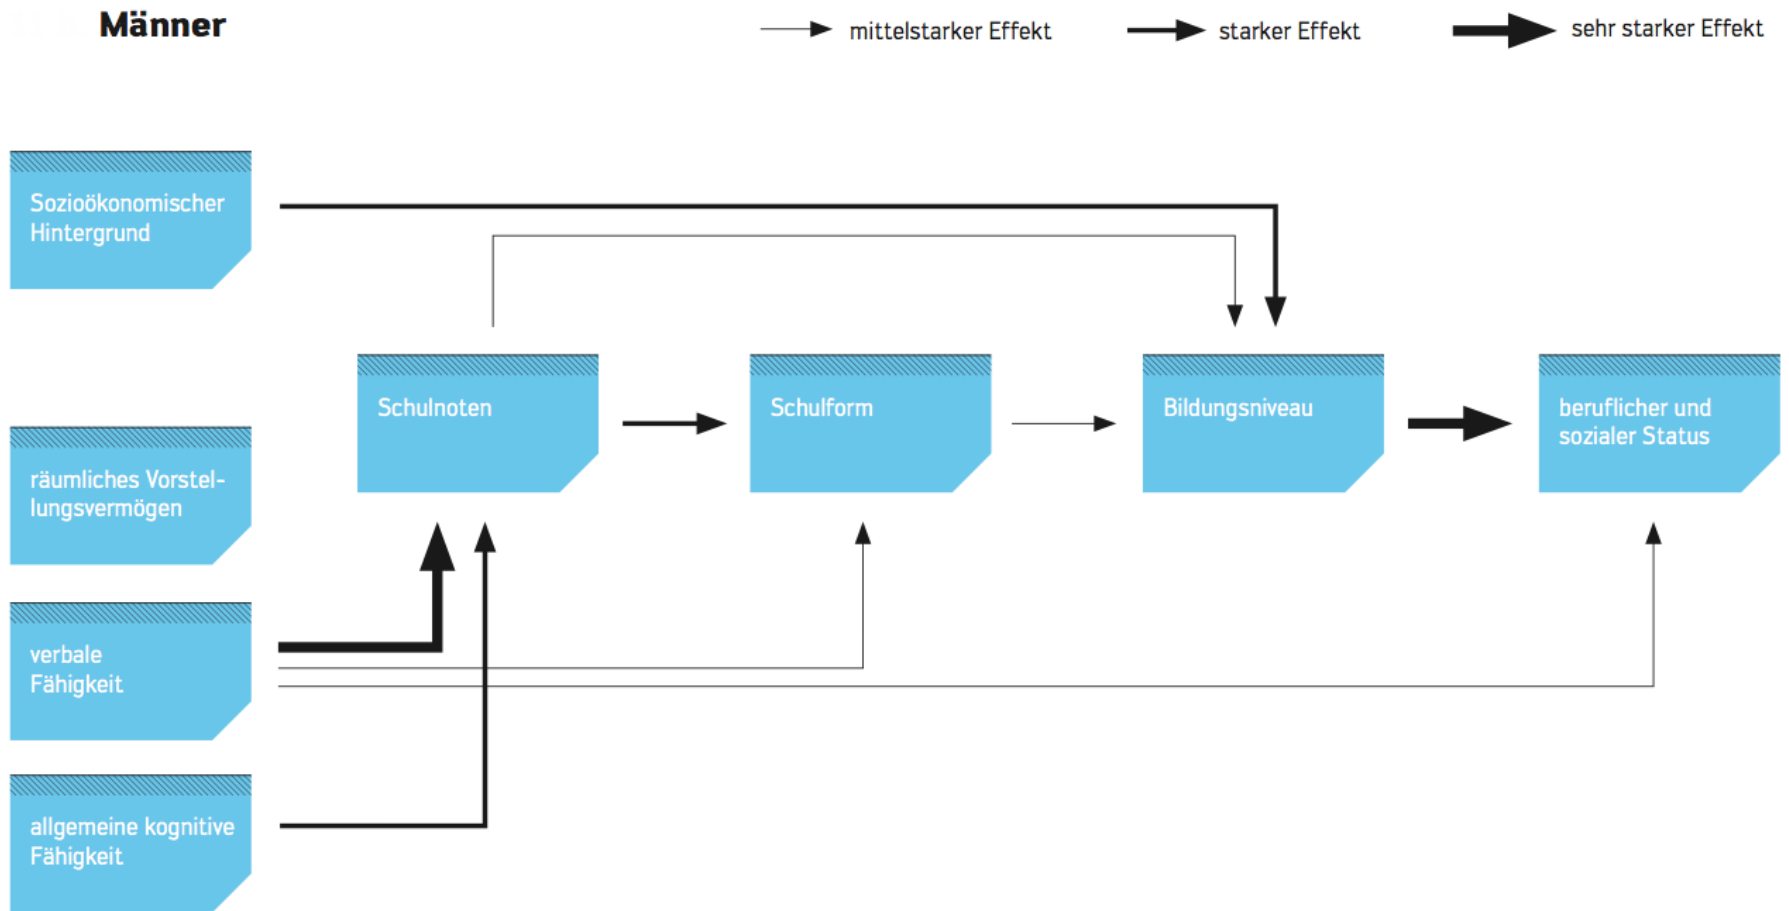 Männer
mittelstarker Effekt
starker Effekt
sehr starker Effekt
Sozioökonomischer
Hintergrund
Schulnoten
Schulform
Bildungsniveau
beruflicher und
sozialer Status
räumliches Vorstel-
lungsvermögen
verbale
Fähigkeit
allgemeine kognitive
Fähigkeit